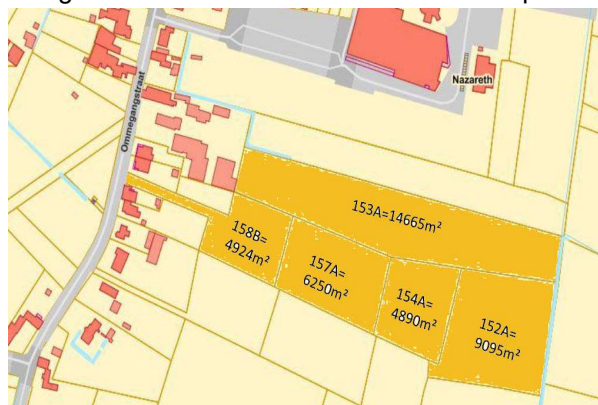 Nazareth
Ommegangstraat
153A=14665m²
158B=
4924m²
157A=
6250m²
154A=
4890m²
152A=
9095m²